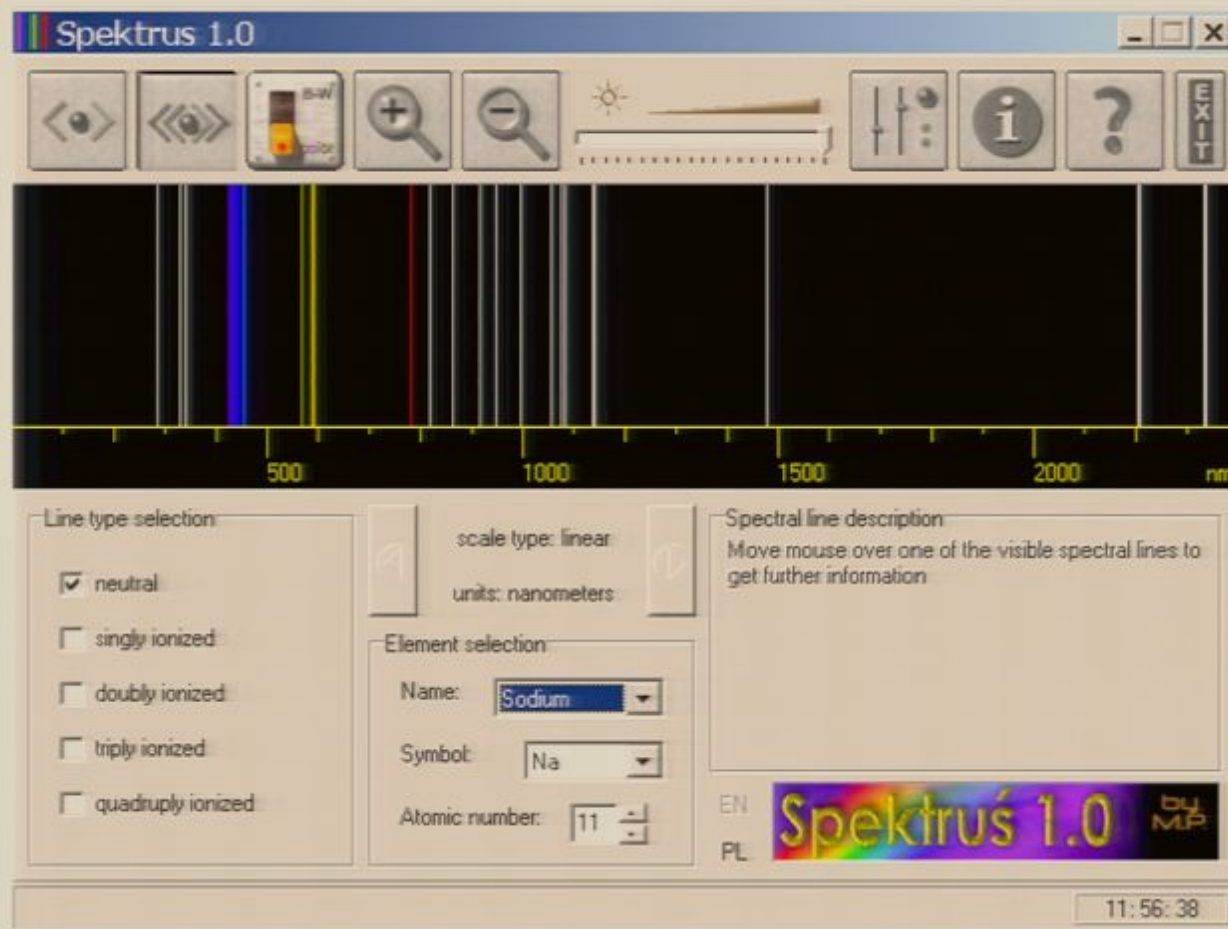 Spektrus 1.0
B-W
color
EXIT
500 1000 1500 2000 nm
Line type selection
neutral
singly ionized
doubly ionized
triply ionized
quadruply ionized
scale type: linear
units: nanometers
Element selection
Name: Sodium
Symbol: Na
Atomic number: 11
Spectral line description
Move mouse over one of the visible spectral lines to
get further information
EN
PL
Spektruś 1.0 by M.P.
11:56:38